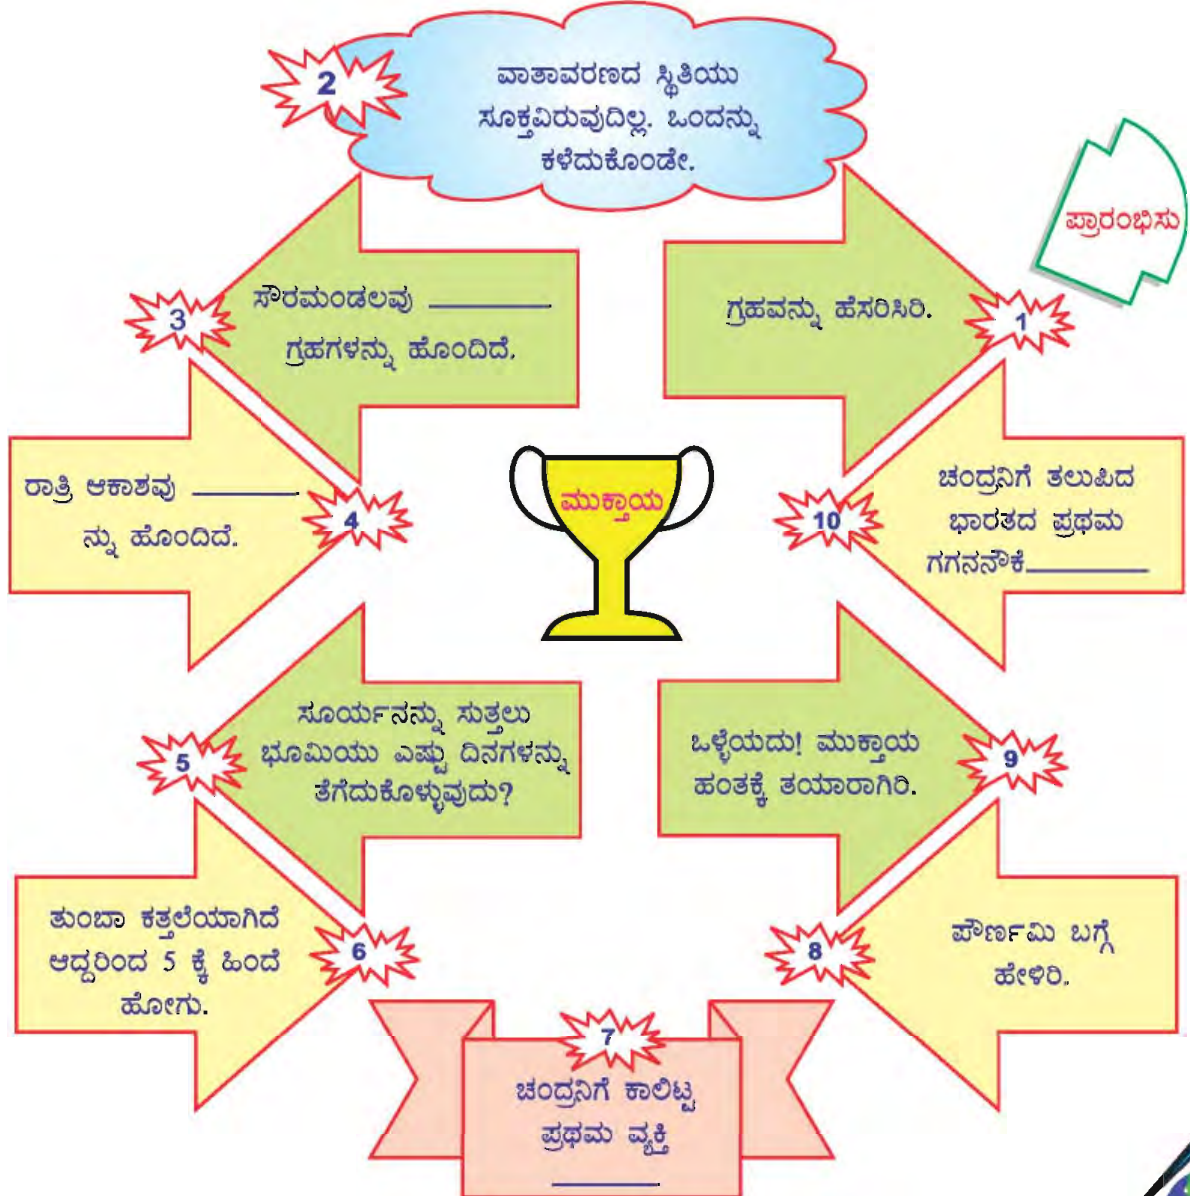 ಪ್ರಾರಂಭಿಸು
1
ಗ್ರಹವನ್ನು ಹೆಸರಿಸಿರಿ.
2
ವಾತಾವರಣದ ಸ್ಥಿತಿಯು
ಸೂಕ್ತವಿರುವುದಿಲ್ಲ. ಒಂದನ್ನು
ಕಳೆದುಕೊಂಡೇ.
3
ಸೌರಮಂಡಲವು ________
ಗ್ರಹಗಳನ್ನು ಹೊಂದಿದೆ.
4
ರಾತ್ರಿ ಆಕಾಶವು ________
ನ್ನು ಹೊಂದಿದೆ.
5
ಸೂರ್ಯನನ್ನು ಸುತ್ತಲು
ಭೂಮಿಯು ಎಷ್ಟು ದಿನಗಳನ್ನು
ತೆಗೆದುಕೊಳ್ಳುವುದು?
6
ತುಂಬಾ ಕತ್ತಲೆಯಾಗಿದೆ
ಆದ್ದರಿಂದ 5 ಕ್ಕೆ ಹಿಂದೆ
ಹೋಗು.
7
ಚಂದ್ರನಿಗೆ ಕಾಲಿಟ್ಟ
ಪ್ರಥಮ ವ್ಯಕ್ತಿ
________
8
ಪೌರ್ಣಮಿ ಬಗ್ಗೆ
ಹೇಳಿರಿ.
9
ಒಳ್ಳೆಯದು! ಮುಕ್ತಾಯ
ಹಂತಕ್ಕೆ ತಯಾರಾಗಿರಿ.
10
ಚಂದ್ರನಿಗೆ ತಲುಪಿದ
ಭಾರತದ ಪ್ರಥಮ
ಗಗನನೌಕೆ________
ಮುಕ್ತಾಯ